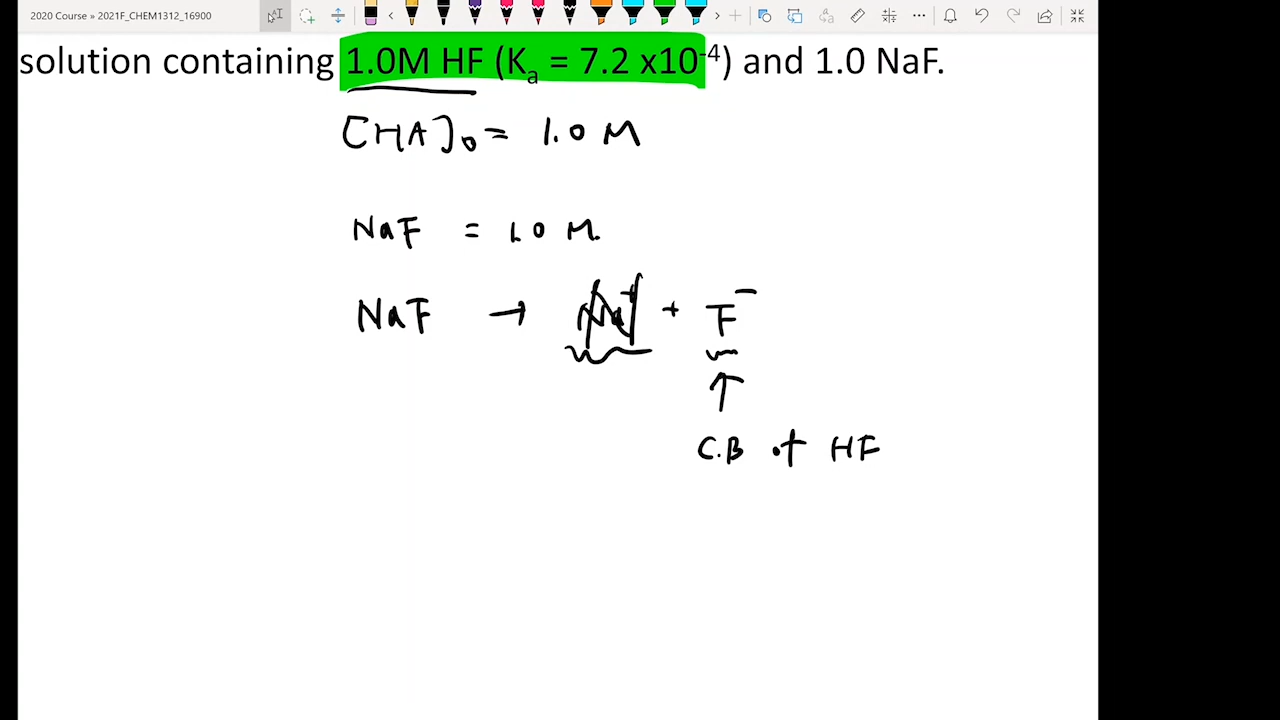 2020 Course » 2021F_CHEM1312_16900
solution containing 1.0M HF (Ka = 7.2 x10-4) and 1.0 NaF.
[HA]0 = 1.0 M
NaF = 1.0 M.
NaF → Na+ + F−
C.B of HF